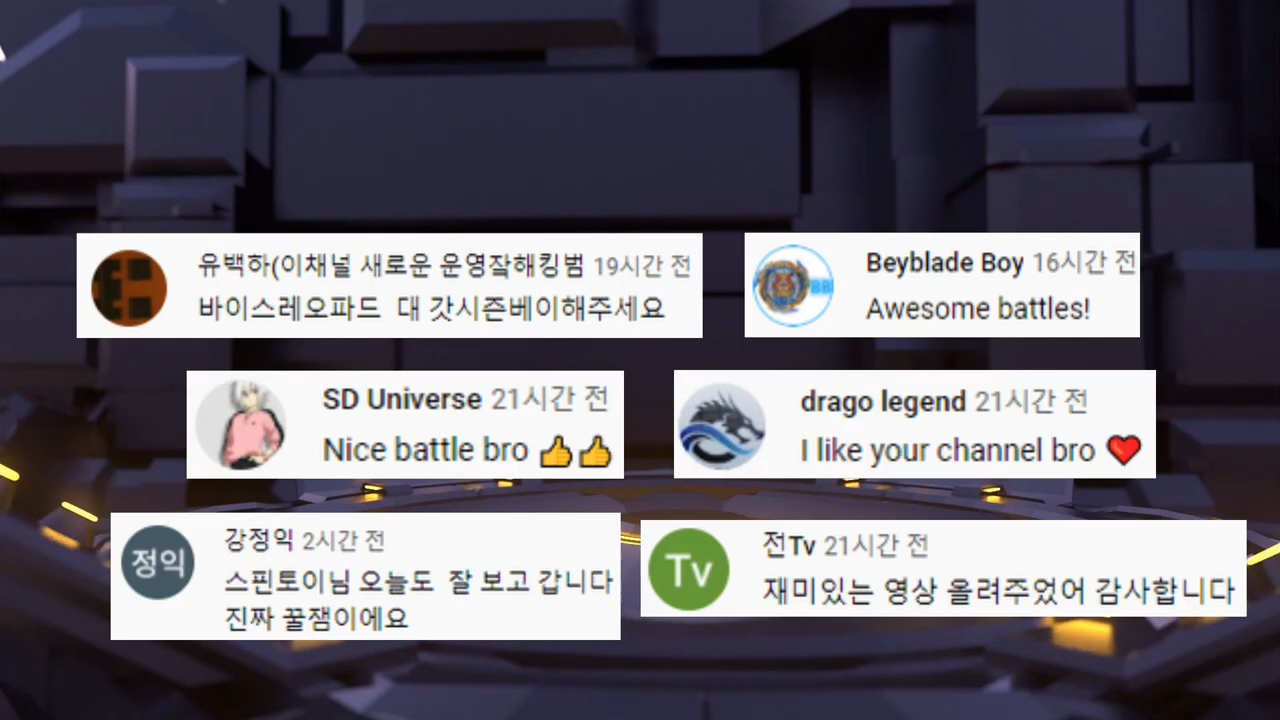 유백하(이채널 새로운 운영잨해킹범 19시간 전
바이스레오파드 대 갓시즌베이해주세요
Beyblade Boy 16시간 전
Awesome battles!
SD Universe 21시간 전
Nice battle bro 👍👍
drago legend 21시간 전
I like your channel bro ❤️
정익
강정익 2시간 전
스핀토이님 오늘도 잘 보고 갑니다
진짜 꿀잼이에요
Tv
전Tv 21시간 전
재미있는 영상 올려주었어 감사합니다